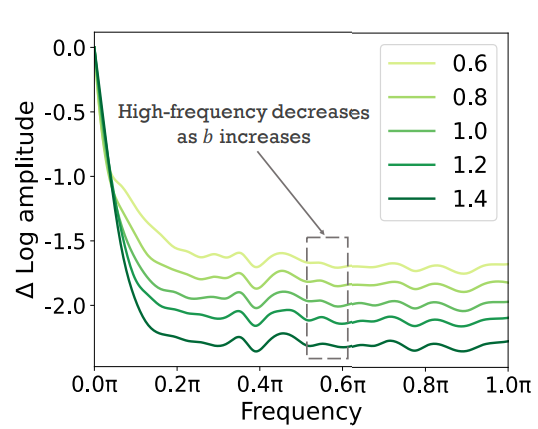 0.0
-0.5
-1.0
-1.5
-2.0
Δ Log amplitude
High-frequency decreases
as b increases
0.6
0.8
1.0
1.2
1.4
0.0π 0.2π 0.4π 0.6π 0.8π 1.0π
Frequency